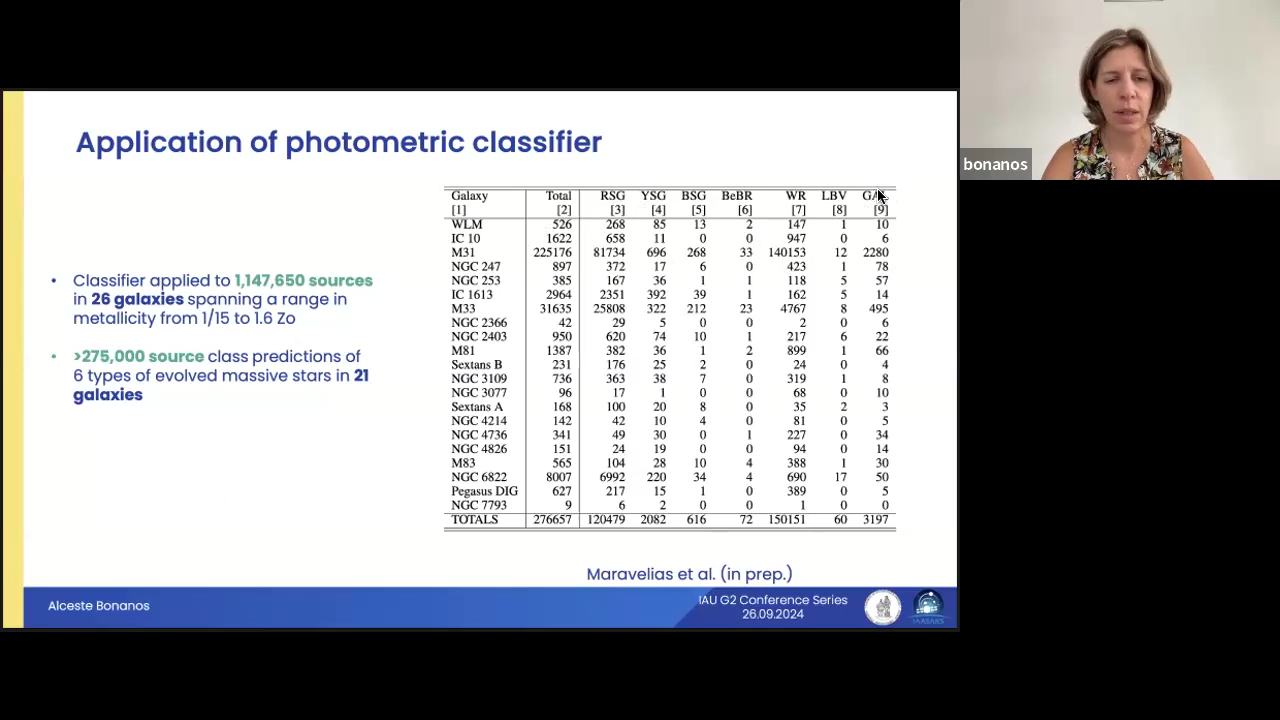 Application of photometric classifier
• Classifier applied to 1,147,650 sources
in 26 galaxies spanning a range in
metallicity from 1/15 to 1.6 Zo
• >275,000 source class predictions of
6 types of evolved massive stars in 21
galaxies
Galaxy Total RSG YSG BSG BeBR WR LBV
[1] [2] [3] [4] [5] [6] [7] [8] [9]
WLM 526 268 85 13 2 147 1 10
IC 10 1622 658 11 0 0 947 0 6
M31 225176 81734 696 268 33 140153 12 2280
NGC 247 897 372 17 6 0 423 1 78
NGC 253 385 167 36 1 1 118 5 57
IC 1613 2964 2351 392 39 1 162 5 14
M33 31635 25808 322 212 23 4767 8 495
NGC 2366 42 29 5 0 0 2 0 6
NGC 2403 950 620 74 10 1 217 6 22
M81 1387 382 36 1 2 899 1 66
Sextans B 231 176 25 2 0 24 0 4
NGC 3109 736 363 38 7 0 319 1 8
NGC 3077 96 17 1 0 0 68 0 10
Sextans A 168 100 20 8 0 35 2 3
NGC 4214 142 42 10 4 0 81 0 5
NGC 4736 341 49 30 0 1 227 0 34
NGC 4826 151 24 19 0 0 94 0 14
M83 565 104 28 10 4 388 1 30
NGC 6822 8007 6992 220 34 4 690 17 50
Pegasus DIG 627 217 15 1 0 389 0 5
NGC 7793 9 6 2 0 0 1 0 0
TOTALS 276657 120479 2082 616 72 150151 60 3197
Maravelias et al. (in prep.)
Alceste Bonanos
IAU G2 Conference Series
26.09.2024
IAASARS
bonanos